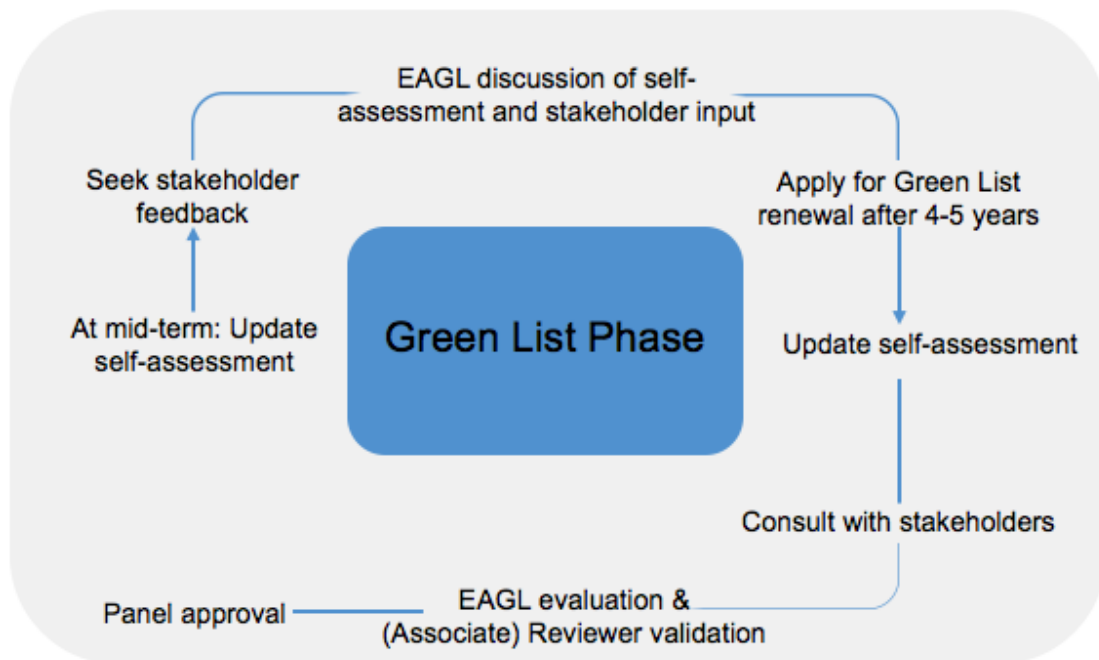 EAGL discussion of self-
assessment and stakeholder input
Seek stakeholder
feedback
Apply for Green List
renewal after 4-5 years
At mid-term: Update
self-assessment
Green List Phase
Update self-assessment
Consult with stakeholders
EAGL evaluation &
(Associate) Reviewer validation
Panel approval